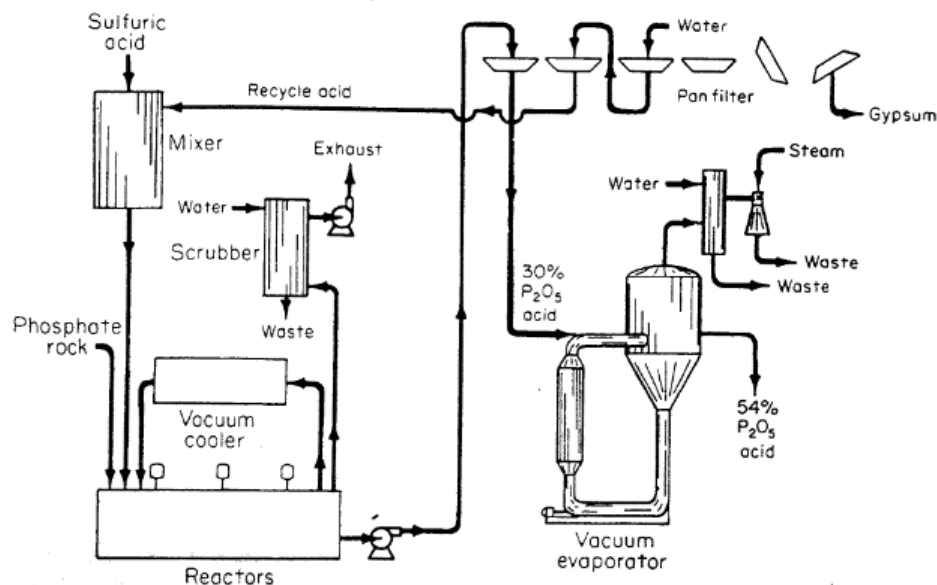 Sulfuric
acid
Water
Recycle acid
Pan filter
Gypsum
Mixer
Exhaust
Steam
Water
Water
Scrubber
Waste
Waste
30%
P₂O₅
acid
Waste
Phosphate
rock
Vacuum
cooler
54%
P₂O₅
acid
Reactors
Vacuum
evaporator